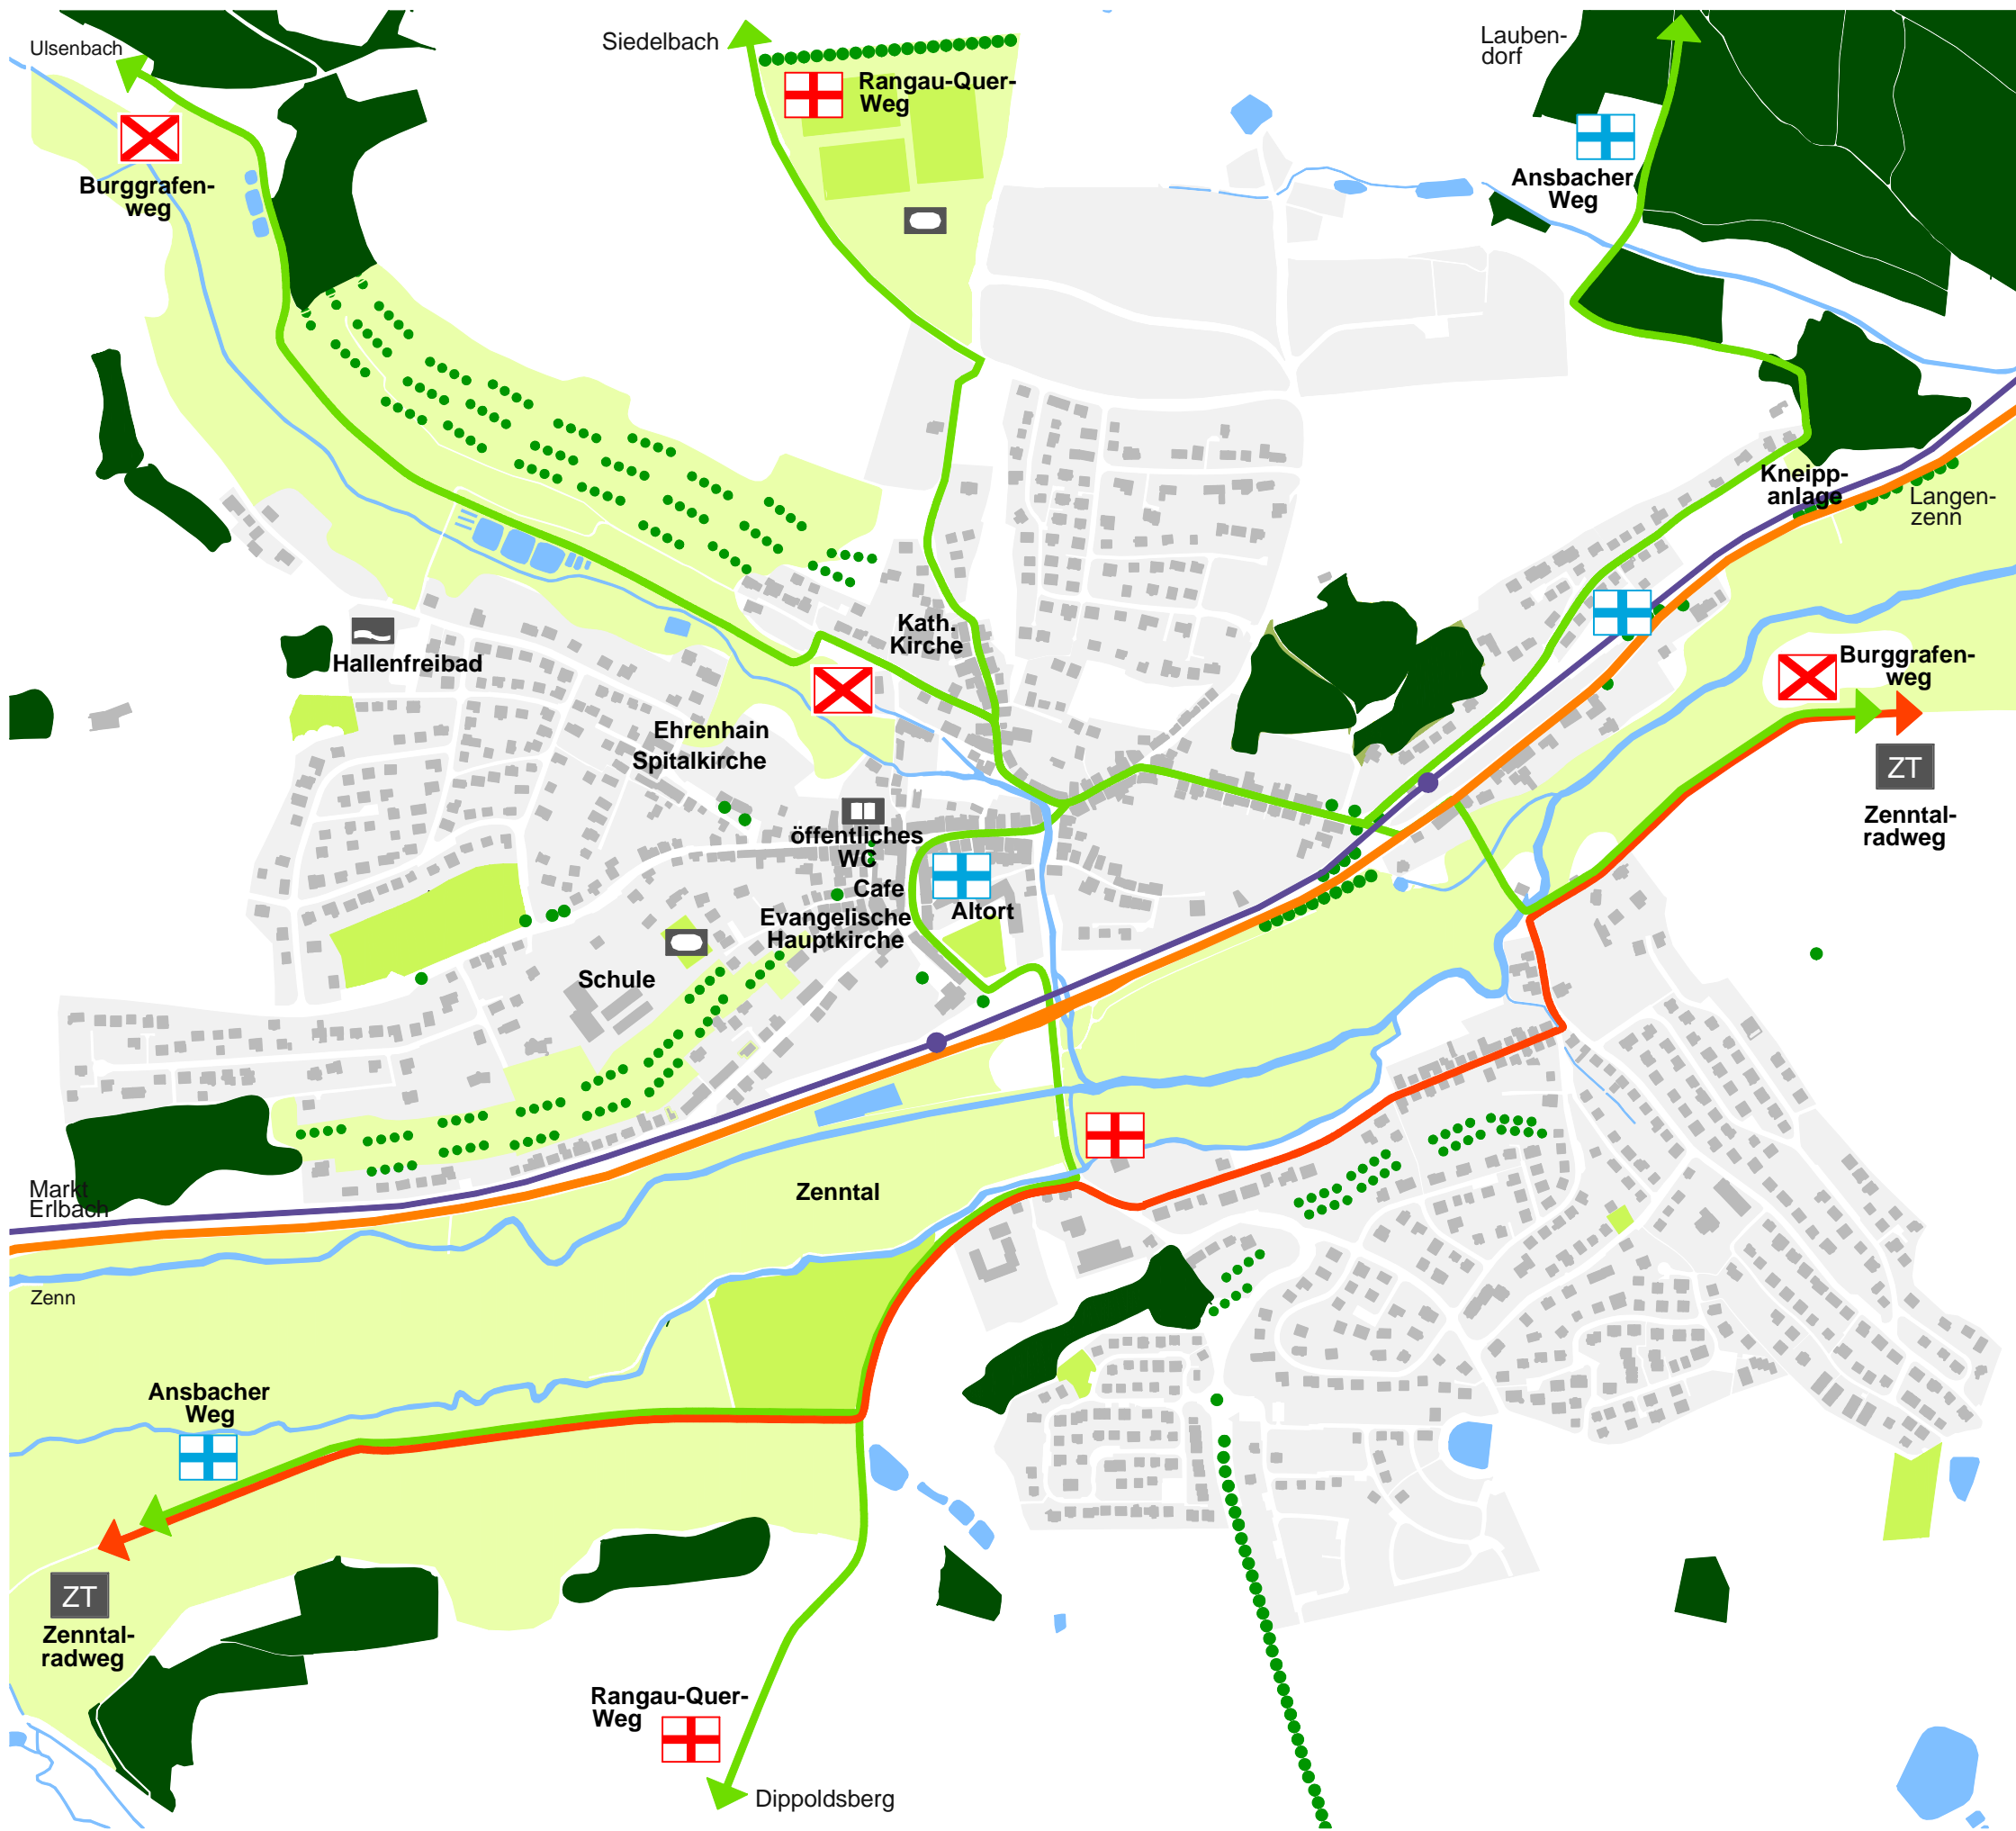 Ulsenbach
Siedelbach
Lauben-
dorf
Rangau-Quer-
Weg
Burggrafen-
weg
Ansbacher
Weg
Kneipp-
anlage
Langen-
zenn
Kath.
Kirche
Hallenfreibad
Burggrafen-
weg
Ehrenhain
Spitalkirche
ZT
Zenntal-
radweg
öffentliches
WC
Cafe
Evangelische
Hauptkirche
Altort
Schule
Markt
Erlbach
Zenntal
Zenn
Ansbacher
Weg
ZT
Zenntal-
radweg
Rangau-Quer-
Weg
Dippoldsberg